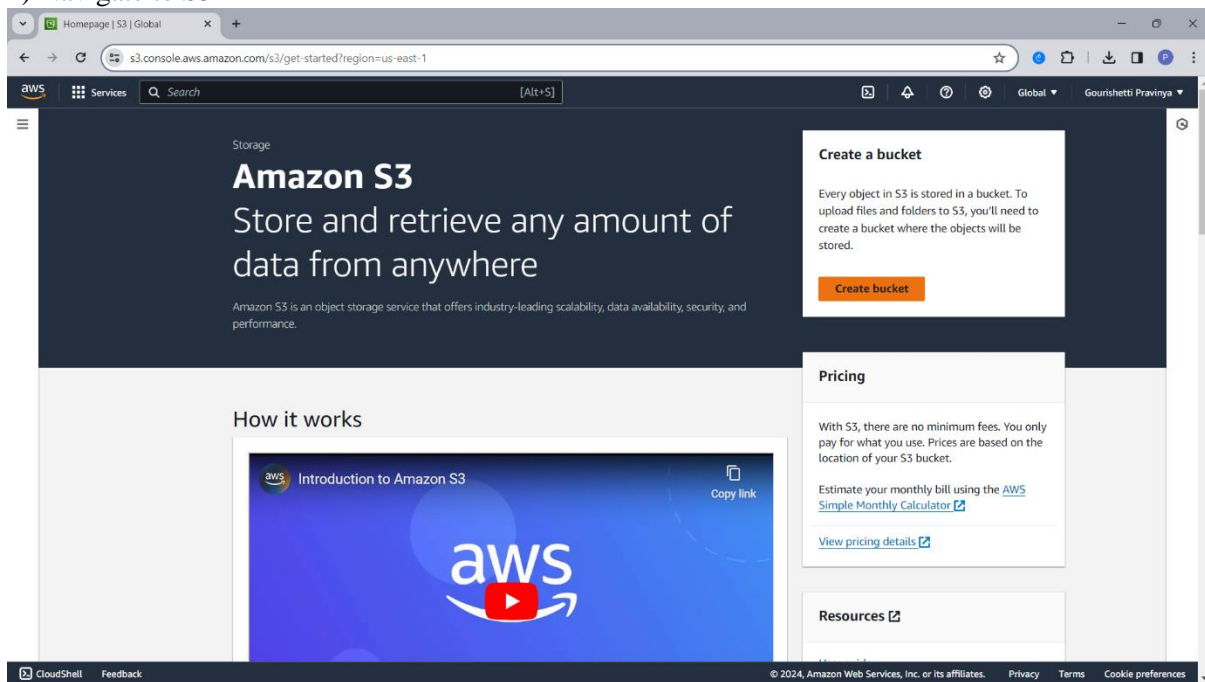 Homepage | S3 | Global
s3.console.aws.amazon.com/s3/get-started?region=us-east-1
P
aws
Services
Search
[Alt+S]
Global
Gourishetti Pravinya
Storage
Amazon S3
Store and retrieve any amount of
data from anywhere
Amazon S3 is an object storage service that offers industry-leading scalability, data availability, security, and
performance.
Create a bucket
Every object in S3 is stored in a bucket. To
upload files and folders to S3, you'll need to
create a bucket where the objects will be
stored.
Create bucket
How it works
aws
Introduction to Amazon S3
Copy link
aws
Pricing
With S3, there are no minimum fees. You only
pay for what you use. Prices are based on the
location of your S3 bucket.
Estimate your monthly bill using the AWS
Simple Monthly Calculator
View pricing details
Resources
CloudShell
Feedback
© 2024, Amazon Web Services, Inc. or its affiliates.
Privacy
Terms
Cookie preferences